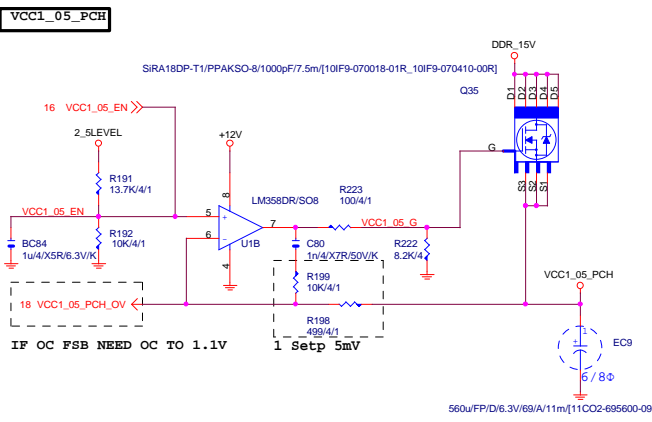 VCC1_05_PCH
DDR_15V
SiRA18DP-T1/PPAKSO-8/1000pF/7.5m/[10IF9-070018-01R_10IF9-070410-00R]
Q35
D1
D2
D3
D4
D5
16 VCC1_05_EN
2_5LEVEL
+12V
G
S3
S2
S1
R191
13.7K/4/1
8
LM358DR/SO8
R223
100/4/1
VCC1_05_EN
5
+
7
VCC1_05_G
R192
10K/4/1
6
-
U1B
C80
1n/4/X7R/50V/K
R222
8.2K/4
BC84
1u/4/X5R/6.3V/K
4
R199
10K/4/1
VCC1_05_PCH
18 VCC1_05_PCH_OV
R198
499/4/1
1
+
EC9
IF OC FSB NEED OC TO 1.1V
1 Setp 5mV
6/8Φ
560u/FP/D/6.3V/69/A/11m/[11CO2-695600-09